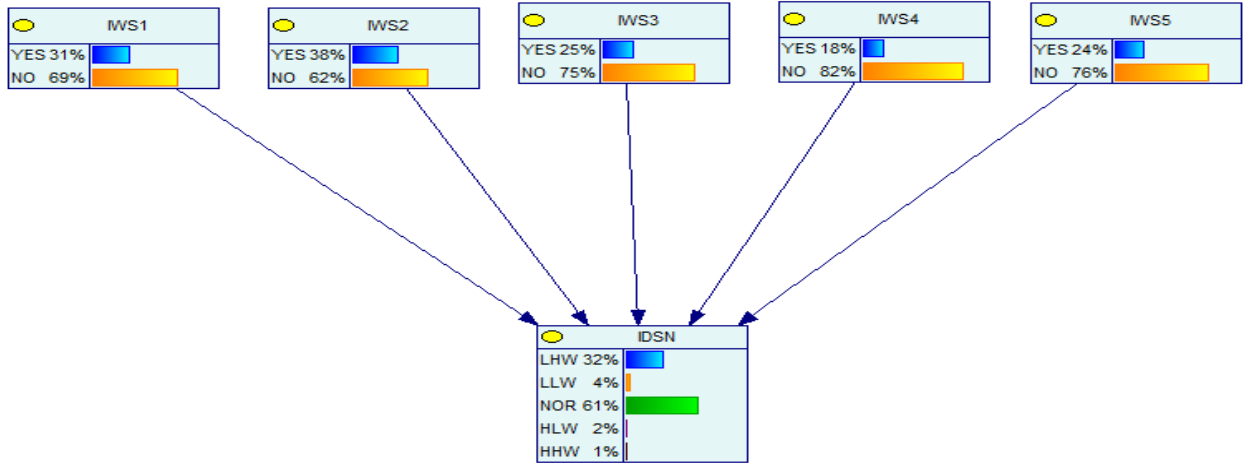 IWS1
YES 31%
NO 69%
IWS2
YES 38%
NO 62%
IWS3
YES 25%
NO 75%
IWS4
YES 18%
NO 82%
IWS5
YES 24%
NO 76%
IDSN
LHW 32%
LLW 4%
NOR 61%
HLW 2%
HHW 1%